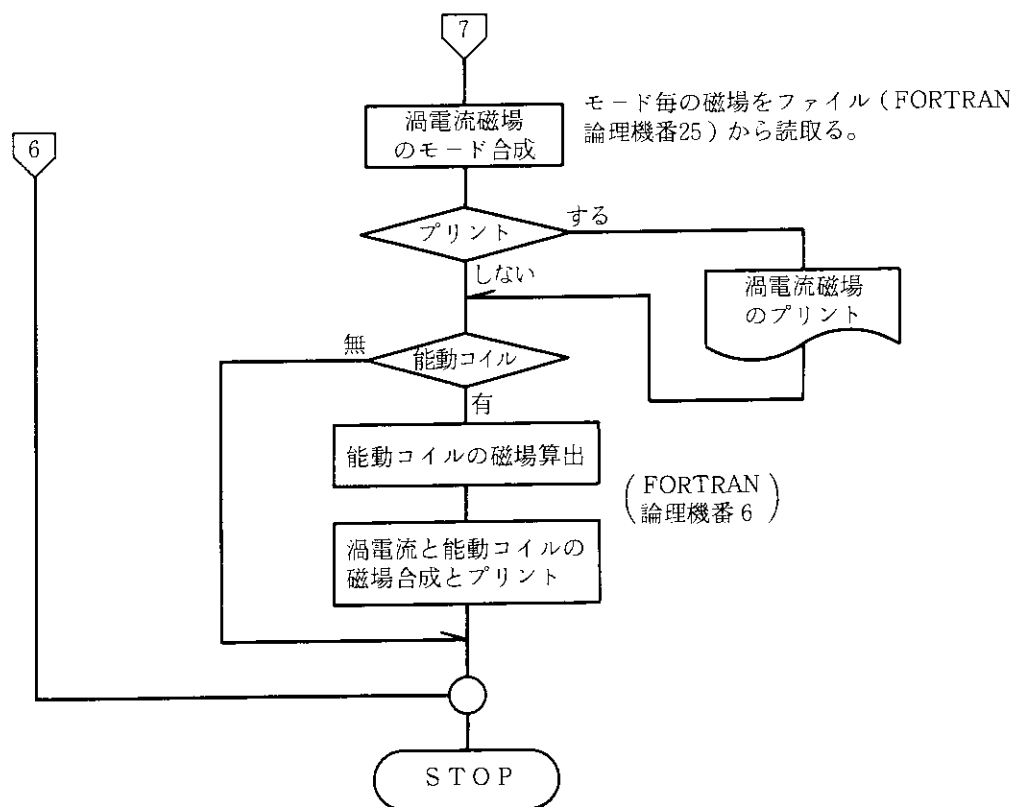 7
渦電流磁場
のモード合成
モード毎の磁場をファイル(FORTRAN
論理機番25)から読取る。
6
プリント
する
しない
渦電流磁場
のプリント
無
能動コイル
有
能動コイルの磁場算出
(FORTRAN
論理機番6)
渦電流と能動コイルの
磁場合成とプリント
STOP